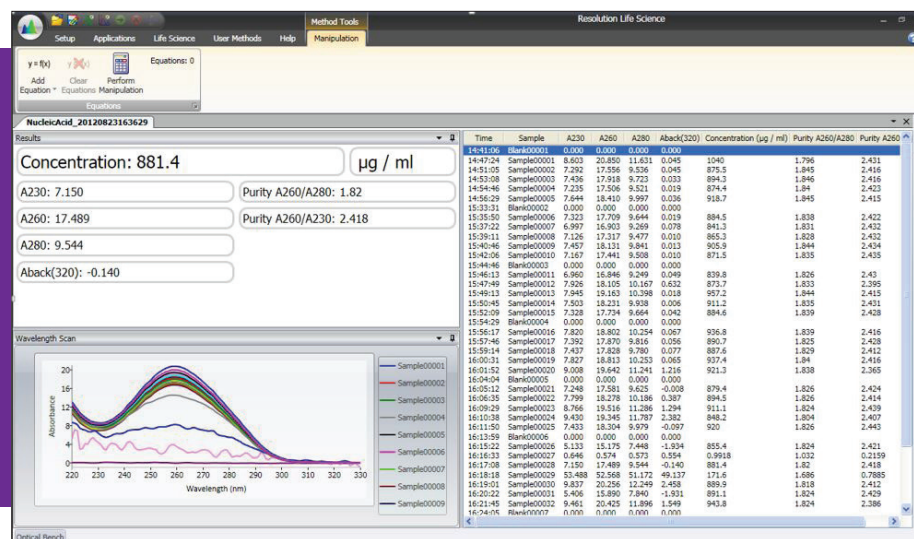 Resolution Life Science
Method Tools
Setup Applications Life Science User Methods Help Manipulation
y = f(x) Equations: 0
Add Equation Clear Equations Perform Manipulation
Equations
NucleicAcid_20120823163629
Results
Concentration: 881.4 µg / ml
A230: 7.150 Purity A260/A280: 1.82
A260: 17.489 Purity A260/A230: 2.418
A280: 9.544
Aback(320): -0.140
Wavelength Scan
Absorbance
20
16
12
8
4
0
220 230 240 250 260 270 280 290 300 310 320 330
Wavelength (nm)
Sample00001
Sample00002
Sample00003
Sample00004
Sample00005
Sample00006
Sample00007
Sample00008
Sample00009
Time Sample A230 A260 A280 Aback(320) Concentration (µg / ml) Purity A260/A280 Purity A260
14:41:06 Blank00001 0.000 0.000 0.000 0.000
14:47:24 Sample00001 8.603 20.850 11.631 0.045 1040 1.796 2.431
14:51:05 Sample00002 7.292 17.556 9.536 0.045 875.5 1.845 2.416
14:53:08 Sample00003 7.436 17.918 9.723 0.033 894.3 1.846 2.416
14:54:46 Sample00004 7.235 17.506 9.521 0.019 874.4 1.84 2.423
14:56:29 Sample00005 7.644 18.410 9.997 0.036 918.7 1.845 2.415
15:33:31 Blank00002 0.000 0.000 0.000 0.000
15:35:50 Sample00006 7.323 17.709 9.644 0.019 884.5 1.838 2.422
15:37:22 Sample00007 6.997 16.903 9.269 0.078 841.3 1.831 2.432
15:39:11 Sample00008 7.126 17.317 9.477 0.010 865.3 1.828 2.432
15:40:46 Sample00009 7.457 18.131 9.841 0.013 905.9 1.844 2.434
15:42:06 Sample00010 7.167 17.441 9.508 0.010 871.5 1.835 2.435
15:44:46 Blank00003 0.000 0.000 0.000 0.000
15:46:13 Sample00011 6.960 16.846 9.249 0.049 839.8 1.826 2.43
15:47:49 Sample00012 7.926 18.105 10.167 0.632 873.7 1.833 2.395
15:49:13 Sample00013 7.945 19.163 10.398 0.018 957.2 1.844 2.415
15:50:45 Sample00014 7.503 18.231 9.938 0.006 911.2 1.835 2.431
15:52:09 Sample00015 7.328 17.734 9.664 0.042 884.6 1.839 2.428
15:54:29 Blank00004 0.000 0.000 0.000 0.000
15:56:17 Sample00016 7.820 18.802 10.254 0.067 936.8 1.839 2.416
15:57:46 Sample00017 7.392 17.870 9.816 0.056 890.7 1.825 2.428
15:59:14 Sample00018 7.437 17.828 9.780 0.077 887.6 1.829 2.412
16:00:31 Sample00019 7.827 18.813 10.253 0.065 937.4 1.84 2.416
16:01:52 Sample00020 9.008 19.642 11.241 1.216 921.3 1.838 2.365
16:04:04 Blank00005 0.000 0.000 0.000 0.000
16:05:12 Sample00021 7.248 17.581 9.625 -0.008 879.4 1.826 2.424
16:06:35 Sample00022 7.799 18.278 10.186 0.387 894.5 1.826 2.414
16:09:29 Sample00023 8.766 19.516 11.286 1.294 911.1 1.824 2.439
16:10:38 Sample00024 9.430 19.345 11.787 2.382 848.2 1.804 2.407
16:11:50 Sample00025 7.433 18.304 9.979 -0.097 920 1.826 2.443
16:13:59 Blank00006 0.000 0.000 0.000 0.000
16:15:22 Sample00026 5.133 15.175 7.448 -1.934 855.4 1.824 2.421
16:16:33 Sample00027 0.646 0.574 0.573 0.554 0.9918 1.032 0.2159
16:17:08 Sample00028 7.150 17.489 9.544 -0.140 881.4 1.82 2.418
16:18:18 Sample00029 53.488 52.568 51.172 49.137 171.6 1.686 0.7885
16:19:01 Sample00030 9.837 20.256 12.249 2.458 889.9 1.818 2.412
16:20:22 Sample00031 5.406 15.890 7.840 -1.931 891.1 1.824 2.429
16:21:45 Sample00032 9.461 20.425 11.896 1.549 943.8 1.824 2.386
16:24:05 Blank00007 0.000 0.000 0.000 0.000
Optical Bench